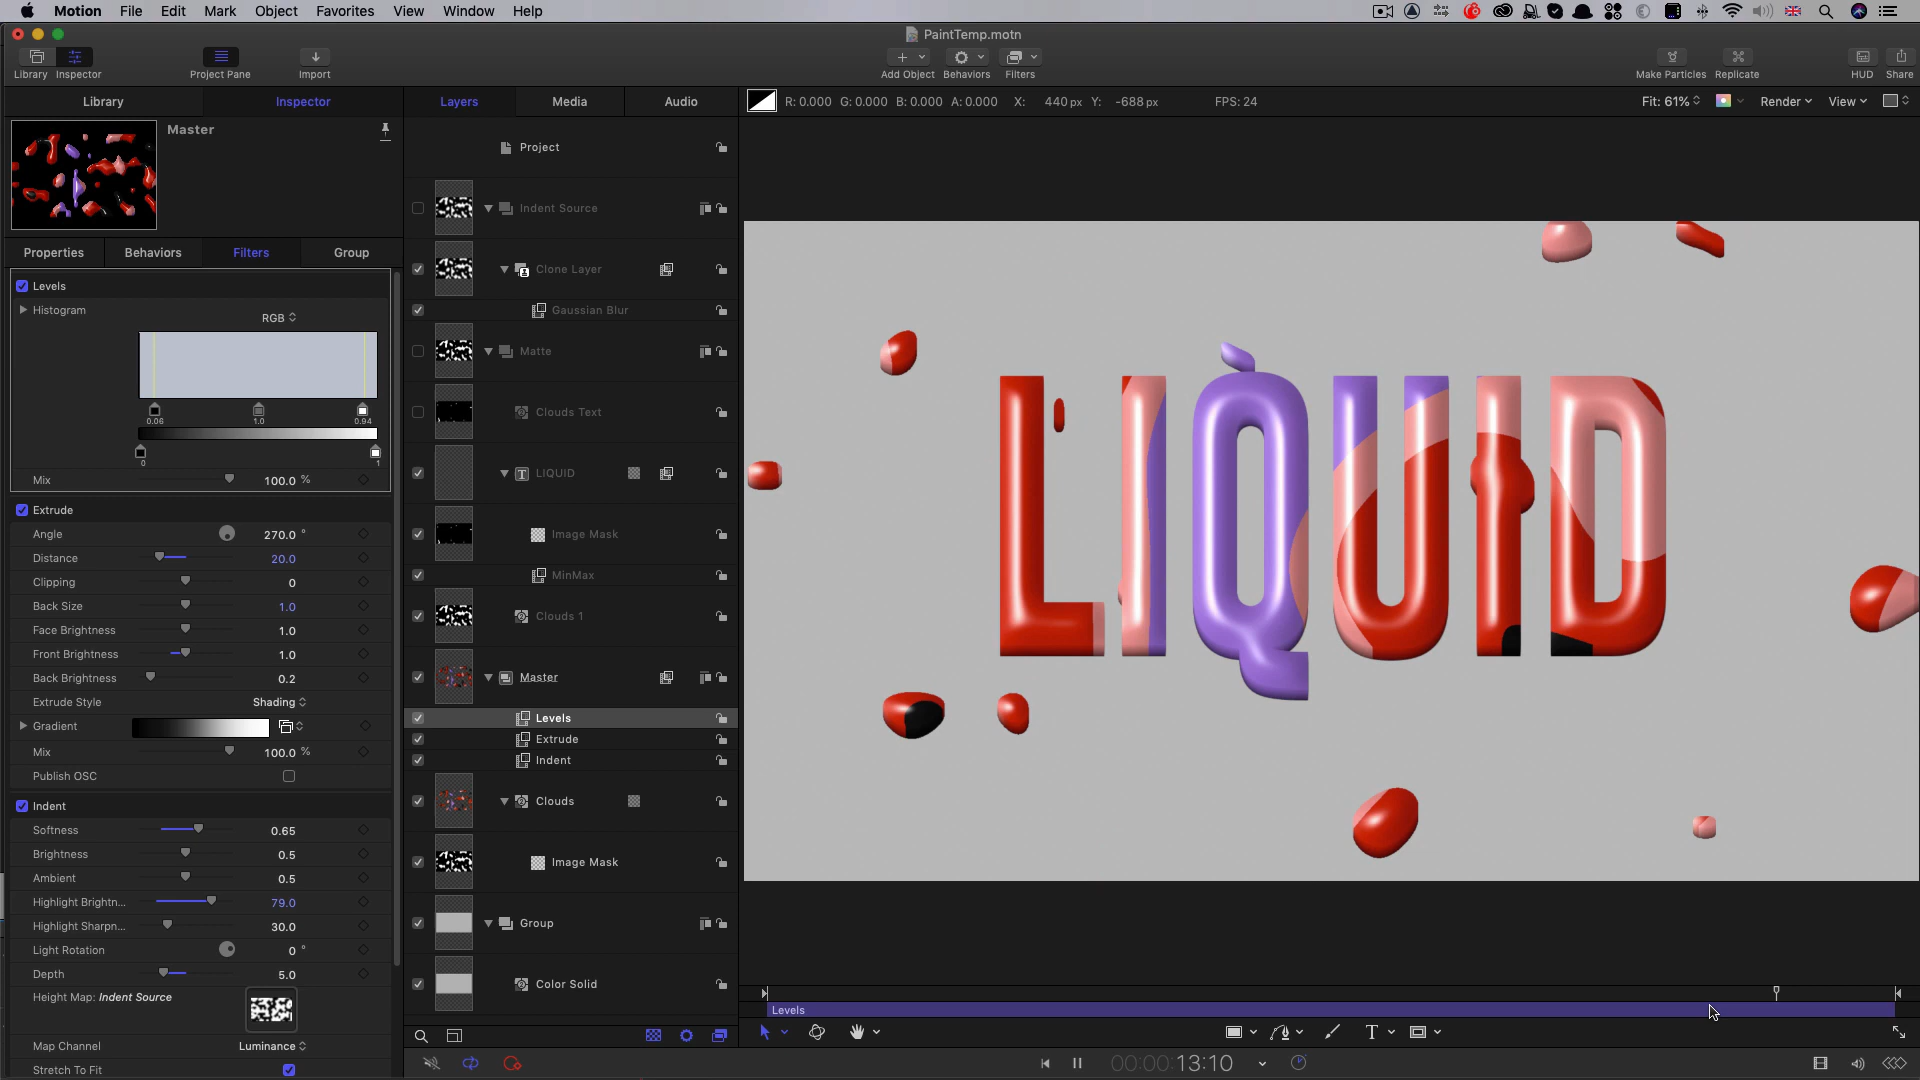 Motion File Edit Mark Object Favorites View Window Help
PaintTemp.motn
Library Inspector Project Pane Import Add Object Behaviors Filters Make Particles Replicate HUD Share
Library Inspector Layers Media Audio R: 0.000 G: 0.000 B: 0.000 A: 0.000 X: 440 px Y: -688 px FPS: 24 Fit: 61% Render View
Master
Properties Behaviors Filters Group
Levels
Histogram
RGB
0.06 1.0 0.94
0 1
Mix 100.0 %
Extrude
Angle 270.0 °
Distance 20.0
Clipping 0
Back Size 1.0
Face Brightness 1.0
Front Brightness 1.0
Back Brightness 0.2
Extrude Style Shading
Gradient
Mix 100.0 %
Publish OSC
Indent
Softness 0.65
Brightness 0.5
Ambient 0.5
Highlight Brightn... 79.0
Highlight Sharpn... 30.0
Light Rotation 0 °
Depth 5.0
Height Map: Indent Source
Map Channel Luminance
Stretch To Fit
Project
Indent Source
Clone Layer
Gaussian Blur
Matte
Clouds Text
LIQUID
Image Mask
MinMax
Clouds 1
Master
Levels
Extrude
Indent
Clouds
Image Mask
Group
Color Solid
LIQUID
Levels
T
00:00:13:10